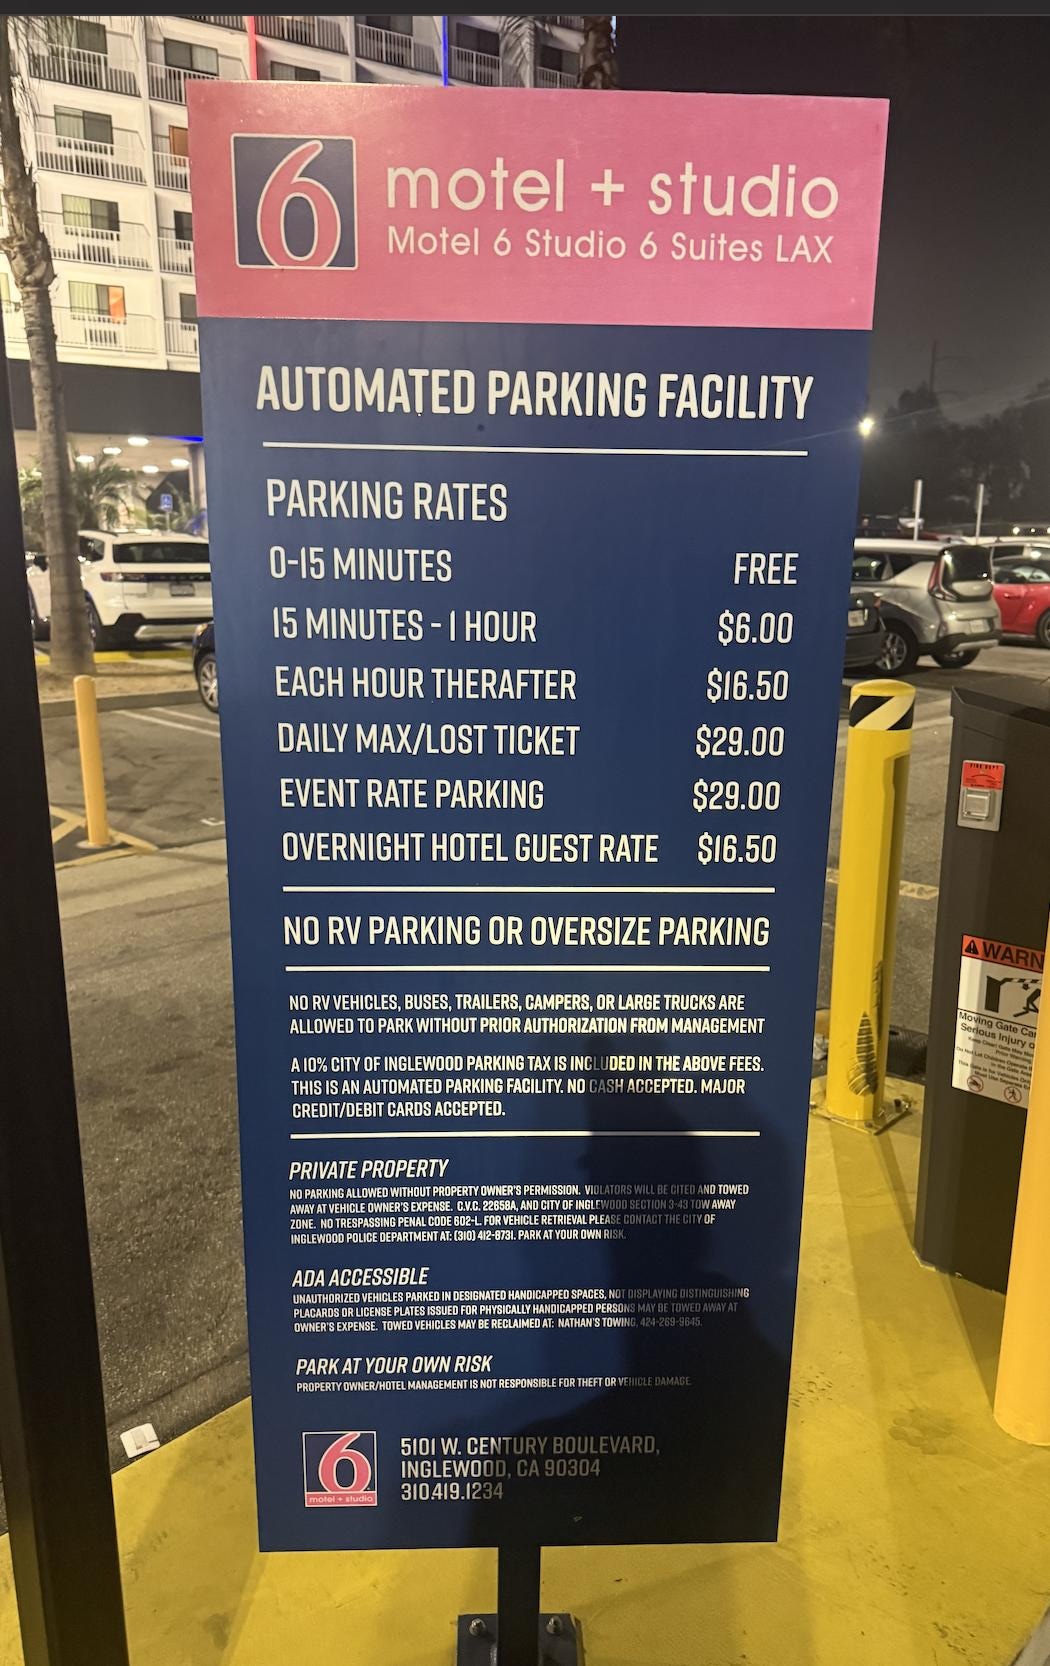 6 motel + studio
Motel 6 Studio 6 Suites LAX
AUTOMATED PARKING FACILITY
PARKING RATES
0-15 MINUTES FREE
15 MINUTES - 1 HOUR $6.00
EACH HOUR THERAFTER $16.50
DAILY MAX/LOST TICKET $29.00
EVENT RATE PARKING $29.00
OVERNIGHT HOTEL GUEST RATE $16.50
NO RV PARKING OR OVERSIZE PARKING
NO RV VEHICLES, BUSES, TRAILERS, CAMPERS, OR LARGE TRUCKS ARE
ALLOWED TO PARK WITHOUT PRIOR AUTHORIZATION FROM MANAGEMENT
A 10% CITY OF INGLEWOOD PARKING TAX IS INCLUDED IN THE ABOVE FEES.
THIS IS AN AUTOMATED PARKING FACILITY. NO CASH ACCEPTED. MAJOR
CREDIT/DEBIT CARDS ACCEPTED.
PRIVATE PROPERTY
NO PARKING ALLOWED WITHOUT PROPERTY OWNER'S PERMISSION. VIOLATORS WILL BE CITED AND TOWED
AWAY AT VEHICLE OWNER'S EXPENSE. C.V.C. 22658A, AND CITY OF INGLEWOOD SECTION 3-43 TOW AWAY
ZONE. NO TRESPASSING PENAL CODE 602-L. FOR VEHICLE RETRIEVAL PLEASE CONTACT THE CITY OF
INGLEWOOD POLICE DEPARTMENT AT: (310) 412-8731. PARK AT YOUR OWN RISK.
ADA ACCESSIBLE
UNAUTHORIZED VEHICLES PARKED IN DESIGNATED HANDICAPPED SPACES, NOT DISPLAYING DISTINGUISHING
PLACARDS OR LICENSE PLATES ISSUED FOR PHYSICALLY HANDICAPPED PERSONS MAY BE TOWED AWAY AT
OWNER'S EXPENSE. TOWED VEHICLES MAY BE RECLAIMED AT: NATHAN'S TOWING, 424-269-9645.
PARK AT YOUR OWN RISK
PROPERTY OWNER/HOTEL MANAGEMENT IS NOT RESPONSIBLE FOR THEFT OR VEHICLE DAMAGE.
6
motel + studio
5101 W. CENTURY BOULEVARD,
INGLEWOOD, CA 90304
310.419.1234
FIRE DEPT
WARN
Moving Gate Ca
Serious Injury o